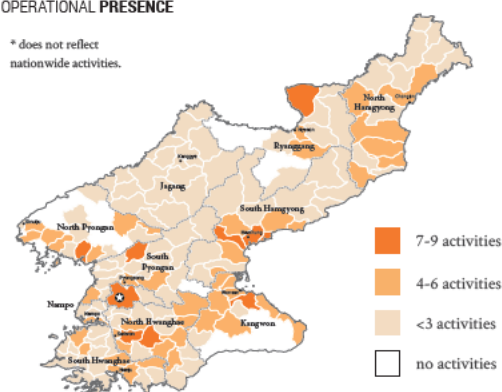 OPERATIONAL PRESENCE
* does not reflect
nationwide activities.
North
Hamgyong
Ryanggang
Jagang
South Hamgyong
North Pyongan
South
Pyongan
Nampo
North Hwanghae
Kangwon
South Hwanghae
7-9 activities
4-6 activities
<3 activities
no activities